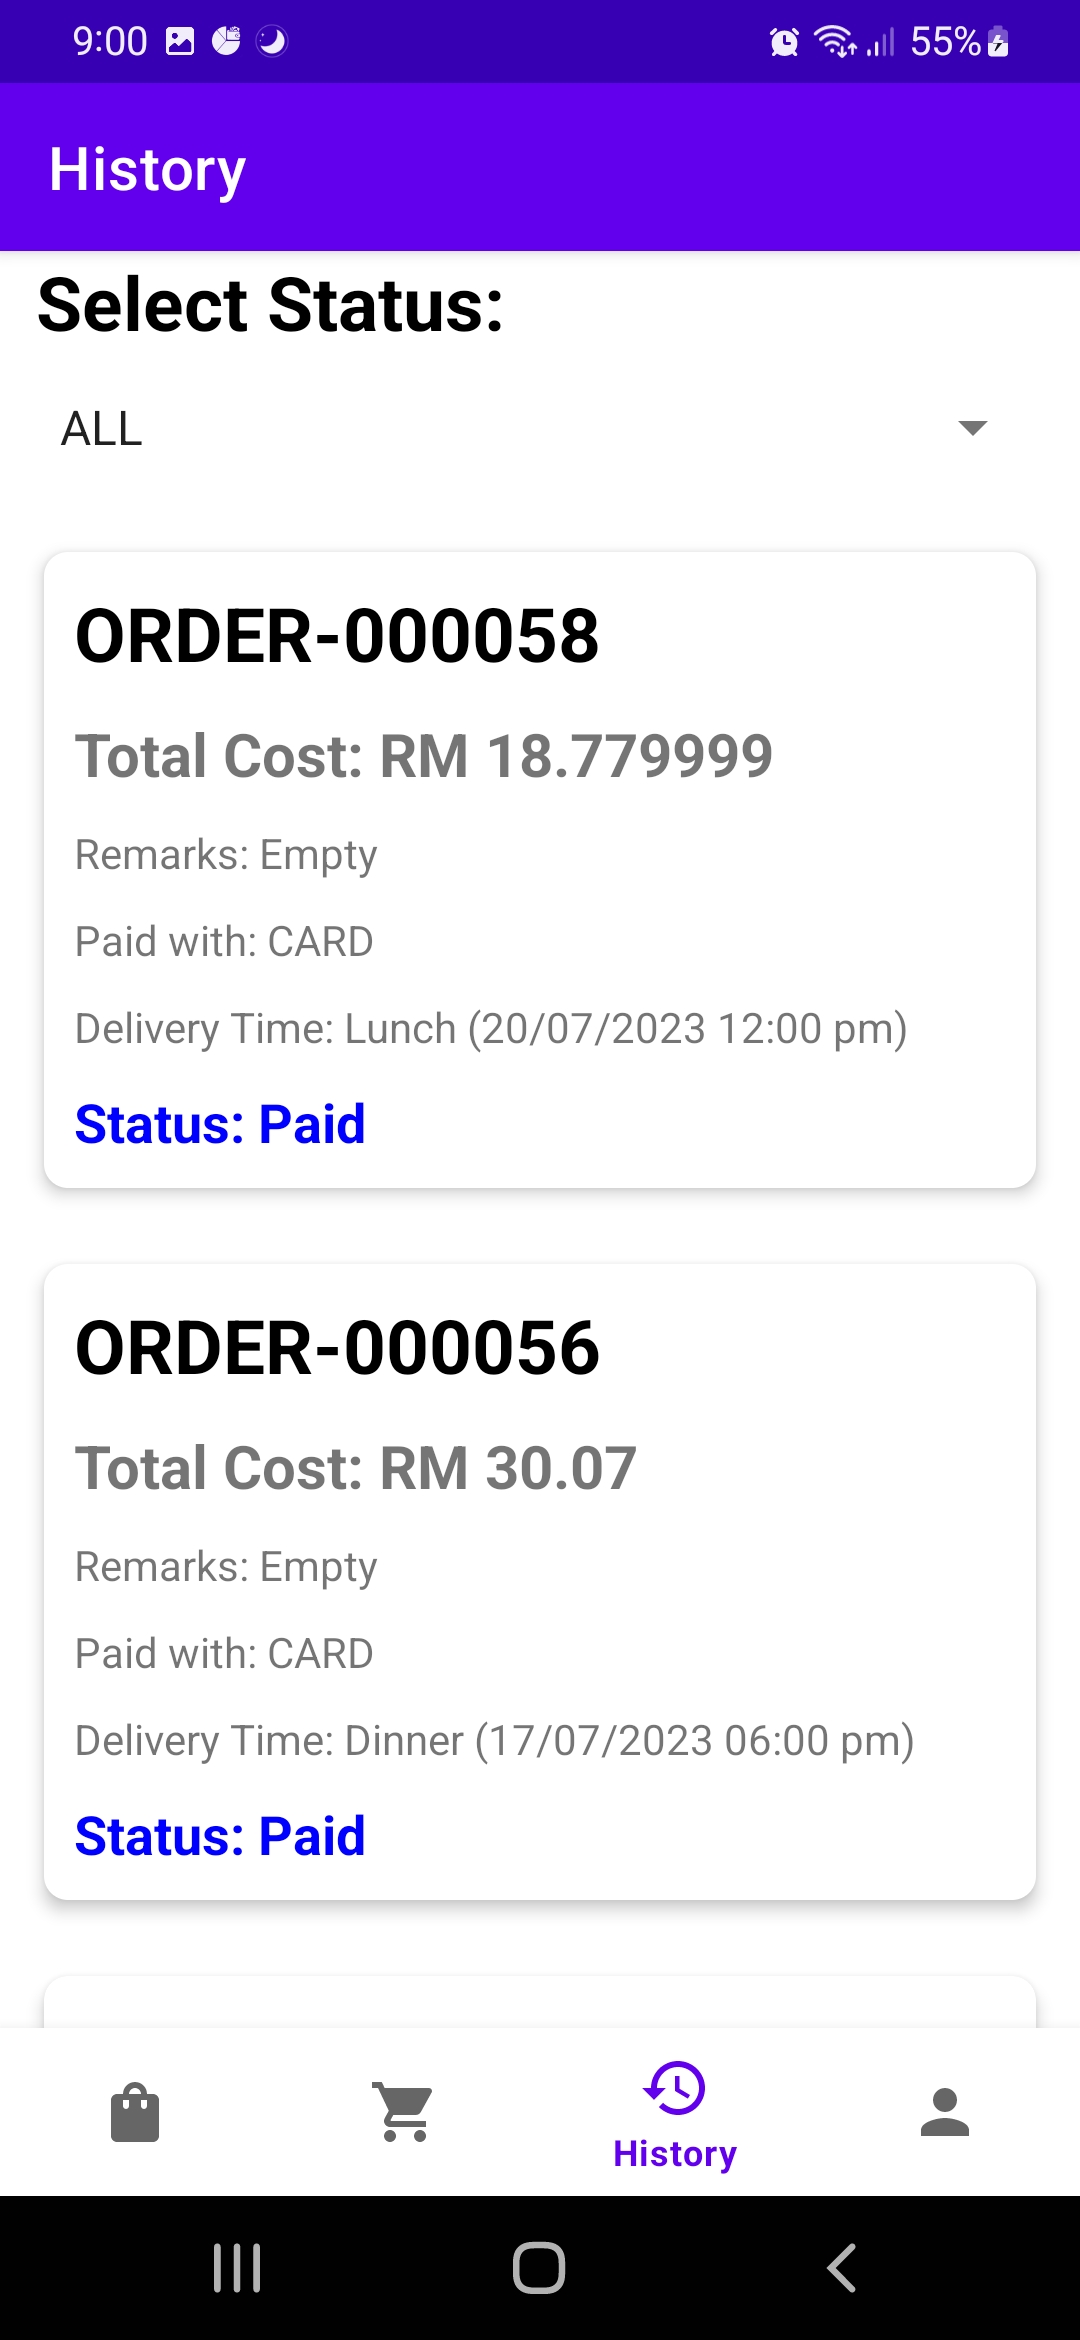 9:00 55%
History
Select Status:
ALL
ORDER-000058
Total Cost: RM 18.779999
Remarks: Empty
Paid with: CARD
Delivery Time: Lunch (20/07/2023 12:00 pm)
Status: Paid
ORDER-000056
Total Cost: RM 30.07
Remarks: Empty
Paid with: CARD
Delivery Time: Dinner (17/07/2023 06:00 pm)
Status: Paid
History